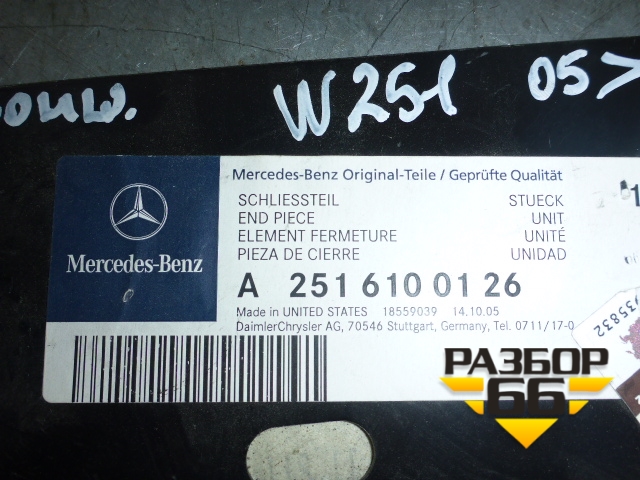 W251 05>
Mercedes-Benz Original-Teile / Geprüfte Qualität
SCHLIESSTEIL STUECK
END PIECE UNIT
ELEMENT FERMETURE UNITÉ
PIEZA DE CIERRE UNIDAD
Mercedes-Benz
A 251 610 01 26
Made in UNITED STATES 18559039 14.10.05
DaimlerChrysler AG, 70546 Stuttgart, Germany, Tel. 0711/17-0
35832
РАЗБОР
66